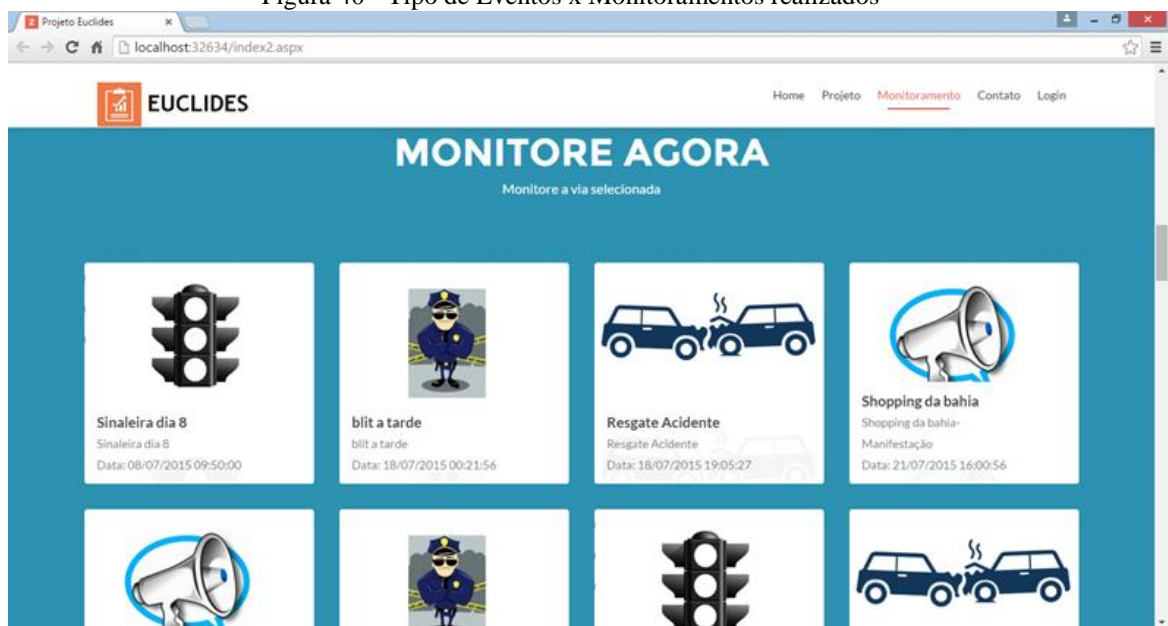 Figura 40 - Tipo de Eventos x Monitoramentos realizados
Projeto Euclides
localhost:32634/index2.aspx
EUCLIDES
Home Projeto Monitoramento Contato Login
MONITORE AGORA
Monitore a via selecionada
Sinaleira dia 8
Sinaleira dia 8
Data: 08/07/2015 09:50:00
blit a tarde
blit a tarde
Data: 18/07/2015 00:21:56
Resgate Acidente
Resgate Acidente
Data: 18/07/2015 19:05:27
Shopping da bahia
Shopping da bahia-
Manifestação
Data: 21/07/2015 16:00:56